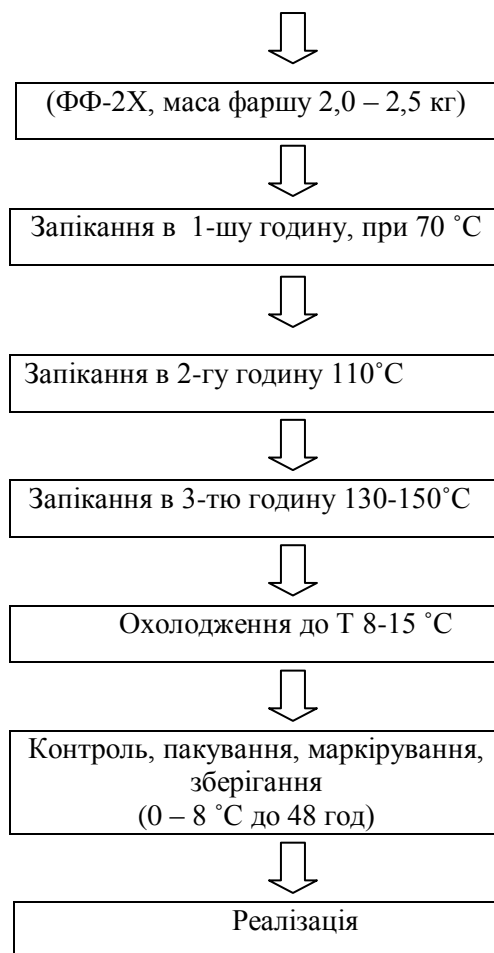 (ФФ-2Х, маса фаршу 2,0 – 2,5 кг)
Запікання в 1-шу годину, при 70 ˚С
Запікання в 2-гу годину 110˚С
Запікання в 3-тю годину 130-150˚С
Охолодження до Т 8-15 ˚С
Контроль, пакування, маркірування,
зберігання
(0 – 8 ˚С до 48 год)
Реалізація